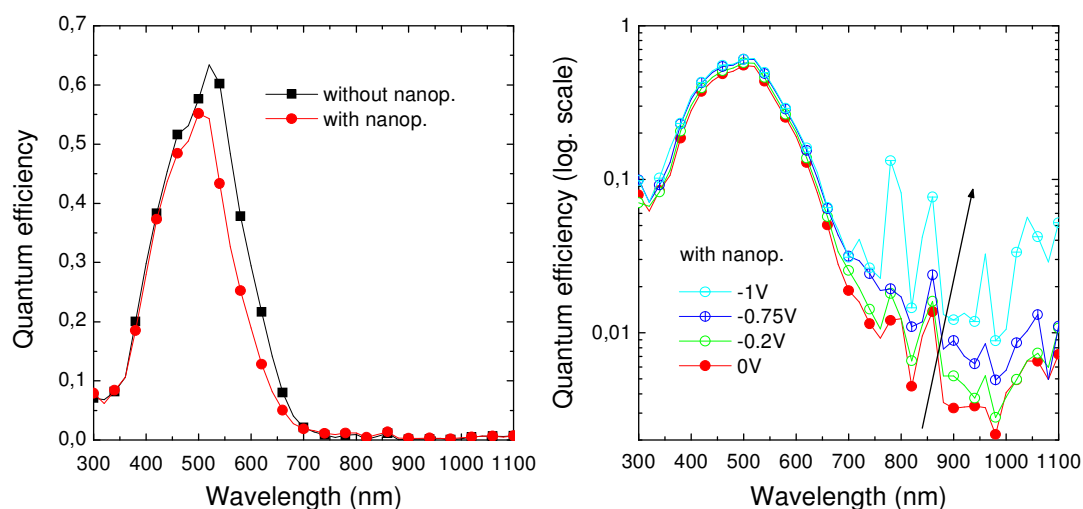 0,7
0,6
0,5
0,4
0,3
0,2
0,1
0,0
Quantum efficiency
without nanop.
with nanop.
300 400 500 600 700 800 900 1000 1100
Wavelength (nm)
1
0,1
0,01
Quantum efficiency (log. scale)
with nanop.
-1V
-0.75V
-0.2V
0V
300 400 500 600 700 800 900 1000 1100
Wavelength (nm)